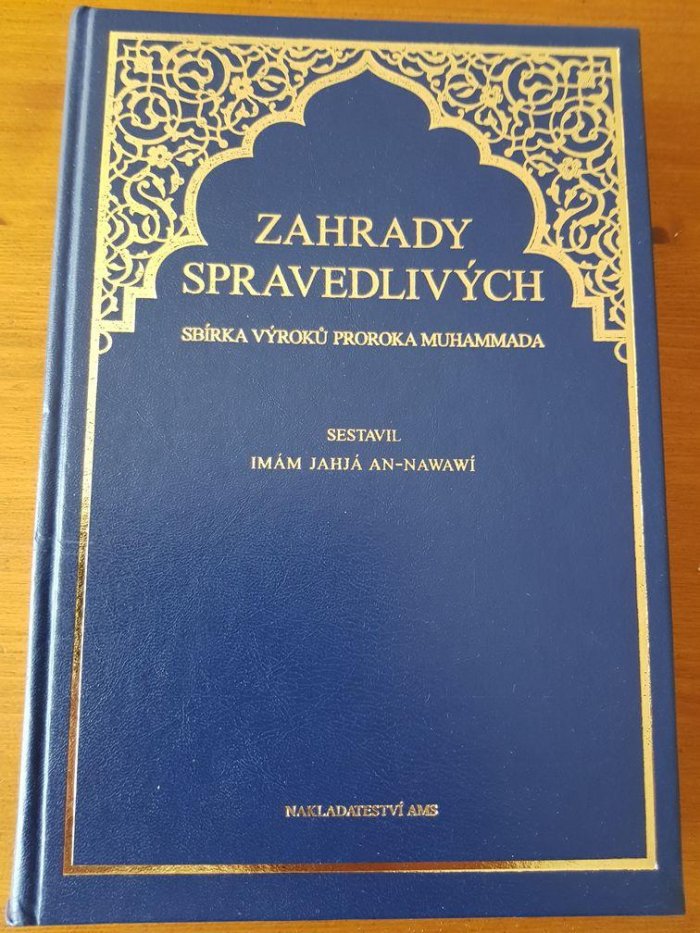 ZAHRADY
SPRAVEDLIVÝCH
SBÍRKA VÝROKŮ PROROKA MUHAMMADA
SESTAVIL
IMÁM JAHJÁ AN-NAWAWÍ
NAKLADATESTVÍ AMS